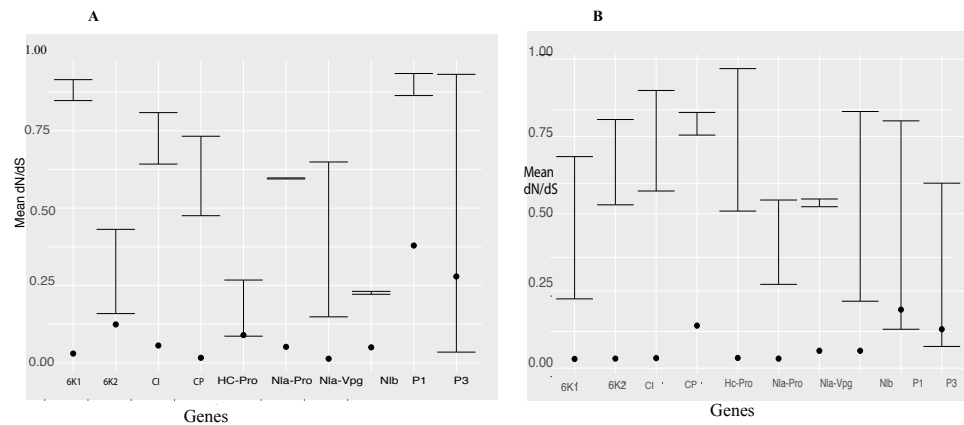 A
1.00
0.75
0.50
0.25
0.00
Mean dN/dS
6K1 6K2 CI CP HC-Pro NIa-Pro NIa-Vpg NIb P1 P3
Genes
B
1.00
0.75
Mean
dN/dS
0.50
0.25
0.00
6K1 6K2 CI CP Hc-Pro NIa-Pro NIa-Vpg NIb P1 P3
Genes